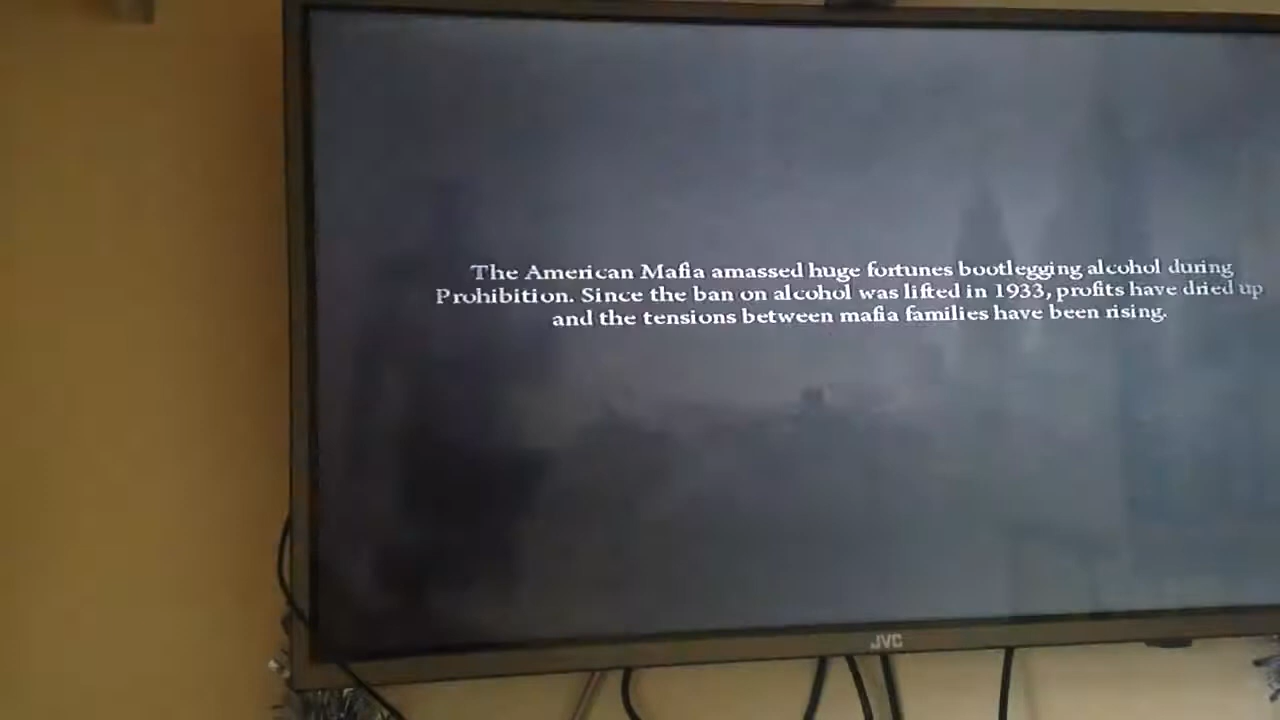 The American Mafia amassed huge fortunes bootlegging alcohol during
Prohibition. Since the ban on alcohol was lifted in 1933, profits have dried up
and the tensions between mafia families have been rising.
JVC